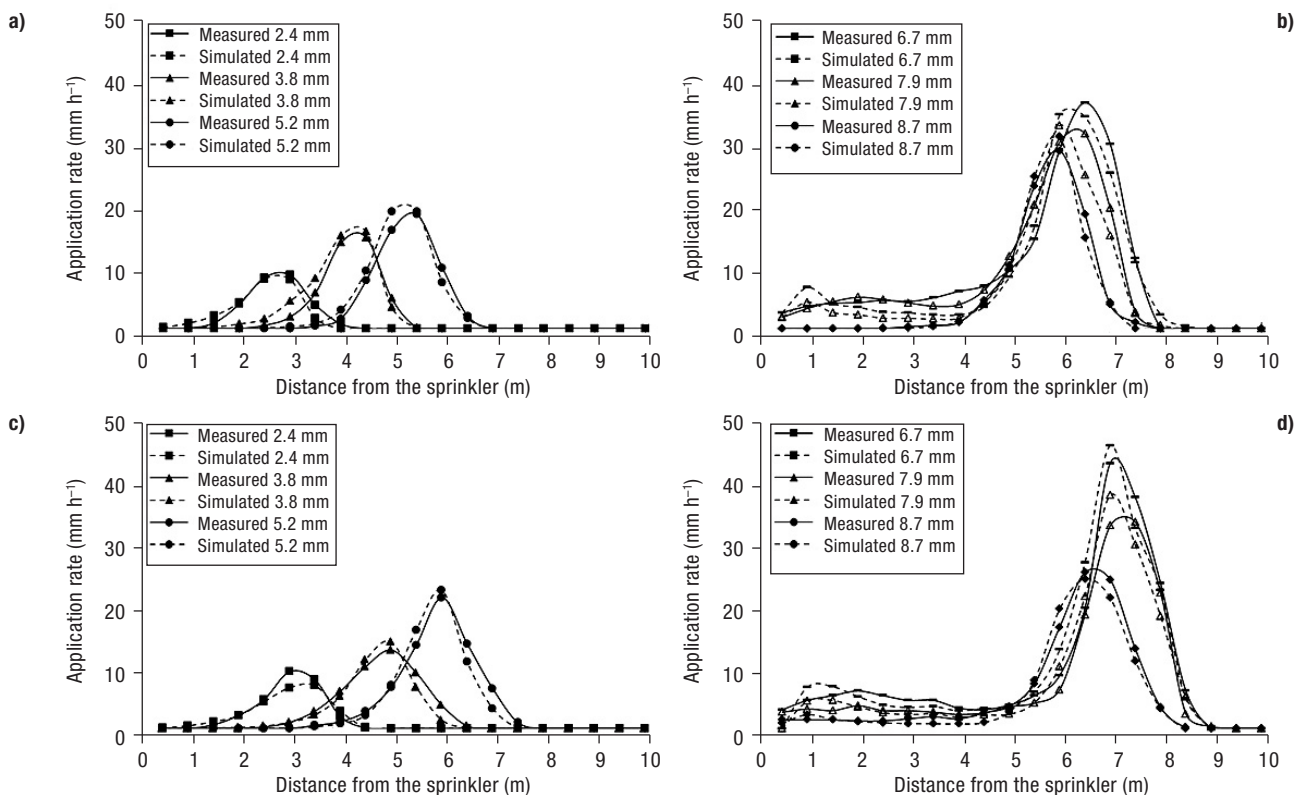 a)
50
40
30
20
10
0
Application rate (mm h⁻¹)
Measured 2.4 mm
Simulated 2.4 mm
Measured 3.8 mm
Simulated 3.8 mm
Measured 5.2 mm
Simulated 5.2 mm
0 1 2 3 4 5 6 7 8 9 10
Distance from the sprinkler (m)
b)
50
40
30
20
10
0
Application rate (mm h⁻¹)
Measured 6.7 mm
Simulated 6.7 mm
Measured 7.9 mm
Simulated 7.9 mm
Measured 8.7 mm
Simulated 8.7 mm
0 1 2 3 4 5 6 7 8 9 10
Distance from the sprinkler (m)
c)
50
40
30
20
10
0
Application rate (mm h⁻¹)
Measured 2.4 mm
Simulated 2.4 mm
Measured 3.8 mm
Simulated 3.8 mm
Measured 5.2 mm
Simulated 5.2 mm
0 1 2 3 4 5 6 7 8 9 10
Distance from the sprinkler (m)
d)
50
40
30
20
10
0
Application rate (mm h⁻¹)
Measured 6.7 mm
Simulated 6.7 mm
Measured 7.9 mm
Simulated 7.9 mm
Measured 8.7 mm
Simulated 8.7 mm
0 1 2 3 4 5 6 7 8 9 10
Distance from the sprinkler (m)